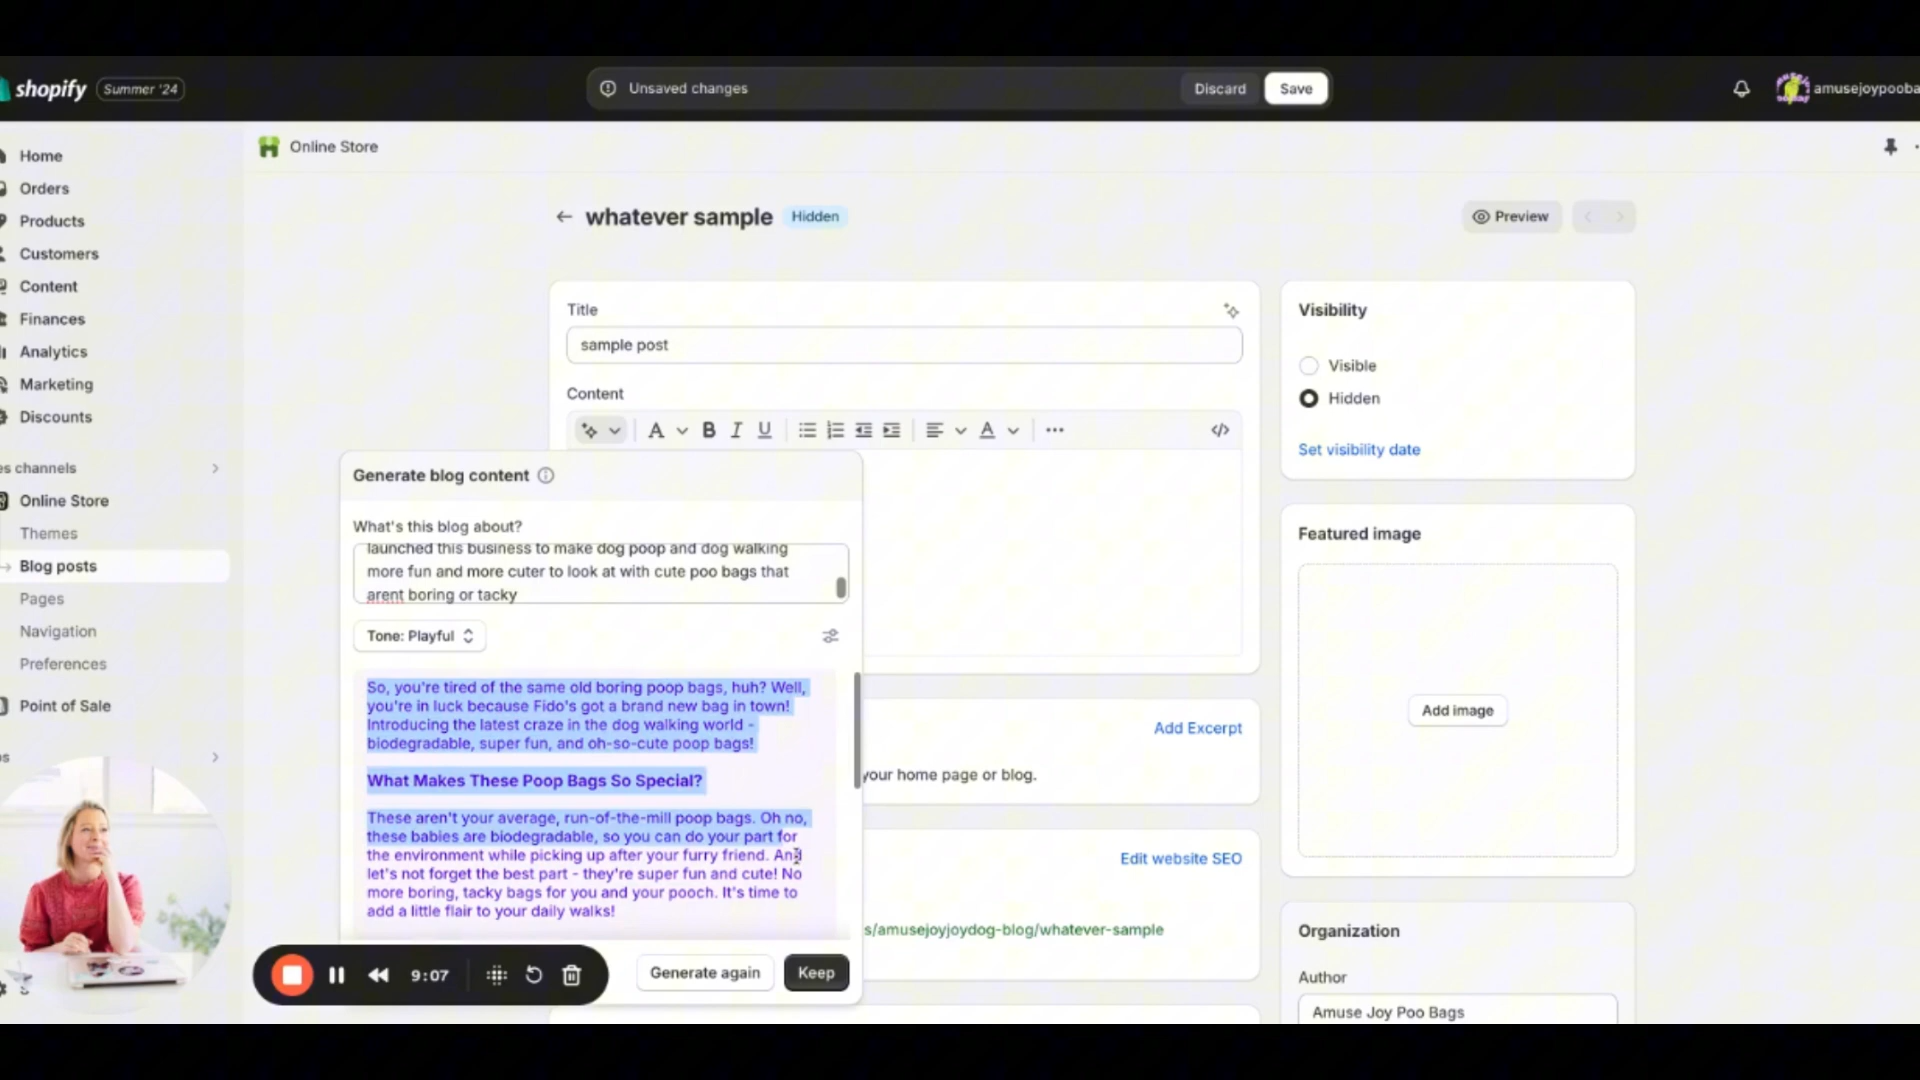 shopify Summer '24
Unsaved changes
Discard
Save
amusejoypooba
Home
Orders
Products
Customers
Content
Finances
Analytics
Marketing
Discounts
es channels
Online Store
Themes
Blog posts
Pages
Navigation
Preferences
Point of Sale
Online Store
whatever sample Hidden
Preview
Title
sample post
Content
A B I U A
Generate blog content
What's this blog about?
launched this business to make dog poop and dog walking
more fun and more cuter to look at with cute poo bags that
arent boring or tacky
Tone: Playful
So, you're tired of the same old boring poop bags, huh? Well,
you're in luck because Fido's got a brand new bag in town!
Introducing the latest craze in the dog walking world -
biodegradable, super fun, and oh-so-cute poop bags!
What Makes These Poop Bags So Special?
These aren't your average, run-of-the-mill poop bags. Oh no,
these babies are biodegradable, so you can do your part for
the environment while picking up after your furry friend. And
let's not forget the best part - they're super fun and cute! No
more boring, tacky bags for you and your pooch. It's time to
add a little flair to your daily walks!
Generate again
Keep
9:07
Add Excerpt
your home page or blog.
Edit website SEO
s/amusejoyjoydog-blog/whatever-sample
Visibility
Visible
Hidden
Set visibility date
Featured image
Add image
Organization
Author
Amuse Joy Poo Bags